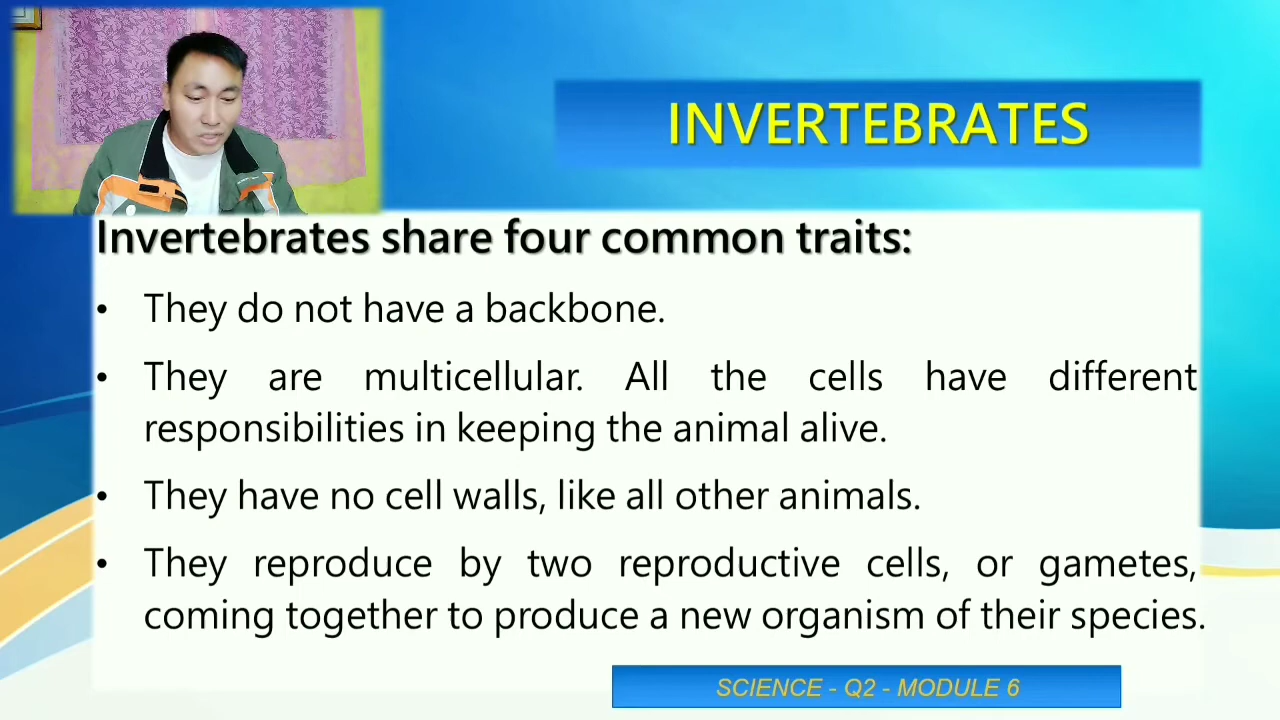 INVERTEBRATES
Invertebrates share four common traits:
• They do not have a backbone.
• They are multicellular. All the cells have different
responsibilities in keeping the animal alive.
• They have no cell walls, like all other animals.
• They reproduce by two reproductive cells, or gametes,
coming together to produce a new organism of their species.
SCIENCE - Q2 - MODULE 6